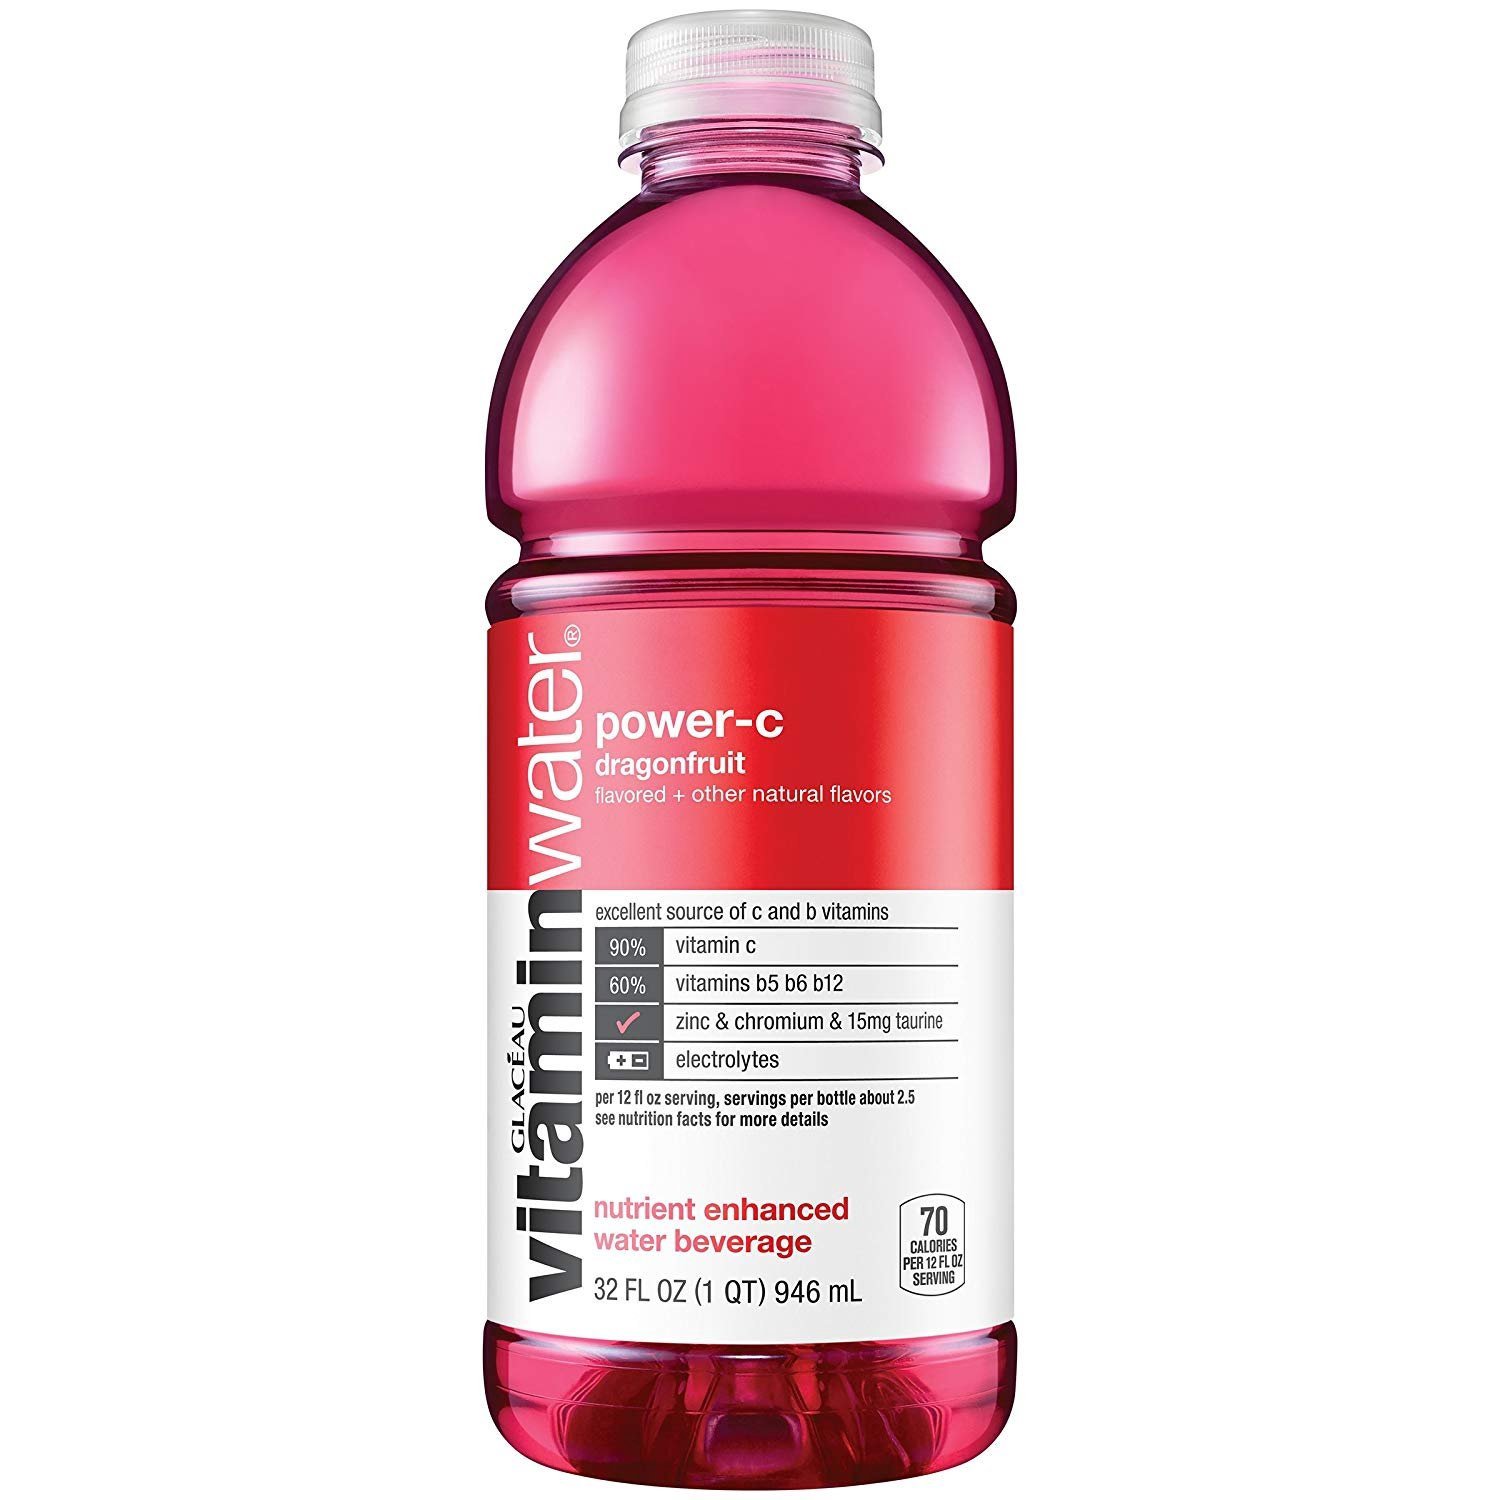 GLACÉAU
vitaminwater®
power-c
dragonfruit
flavored + other natural flavors
excellent source of c and b vitamins
90% vitamin c
60% vitamins b5 b6 b12
✓ zinc & chromium & 15mg taurine
+ - electrolytes
per 12 fl oz serving, servings per bottle about 2.5
see nutrition facts for more details
nutrient enhanced
water beverage
32 FL OZ (1 QT) 946 mL
70
CALORIES
PER 12 FL OZ
SERVING